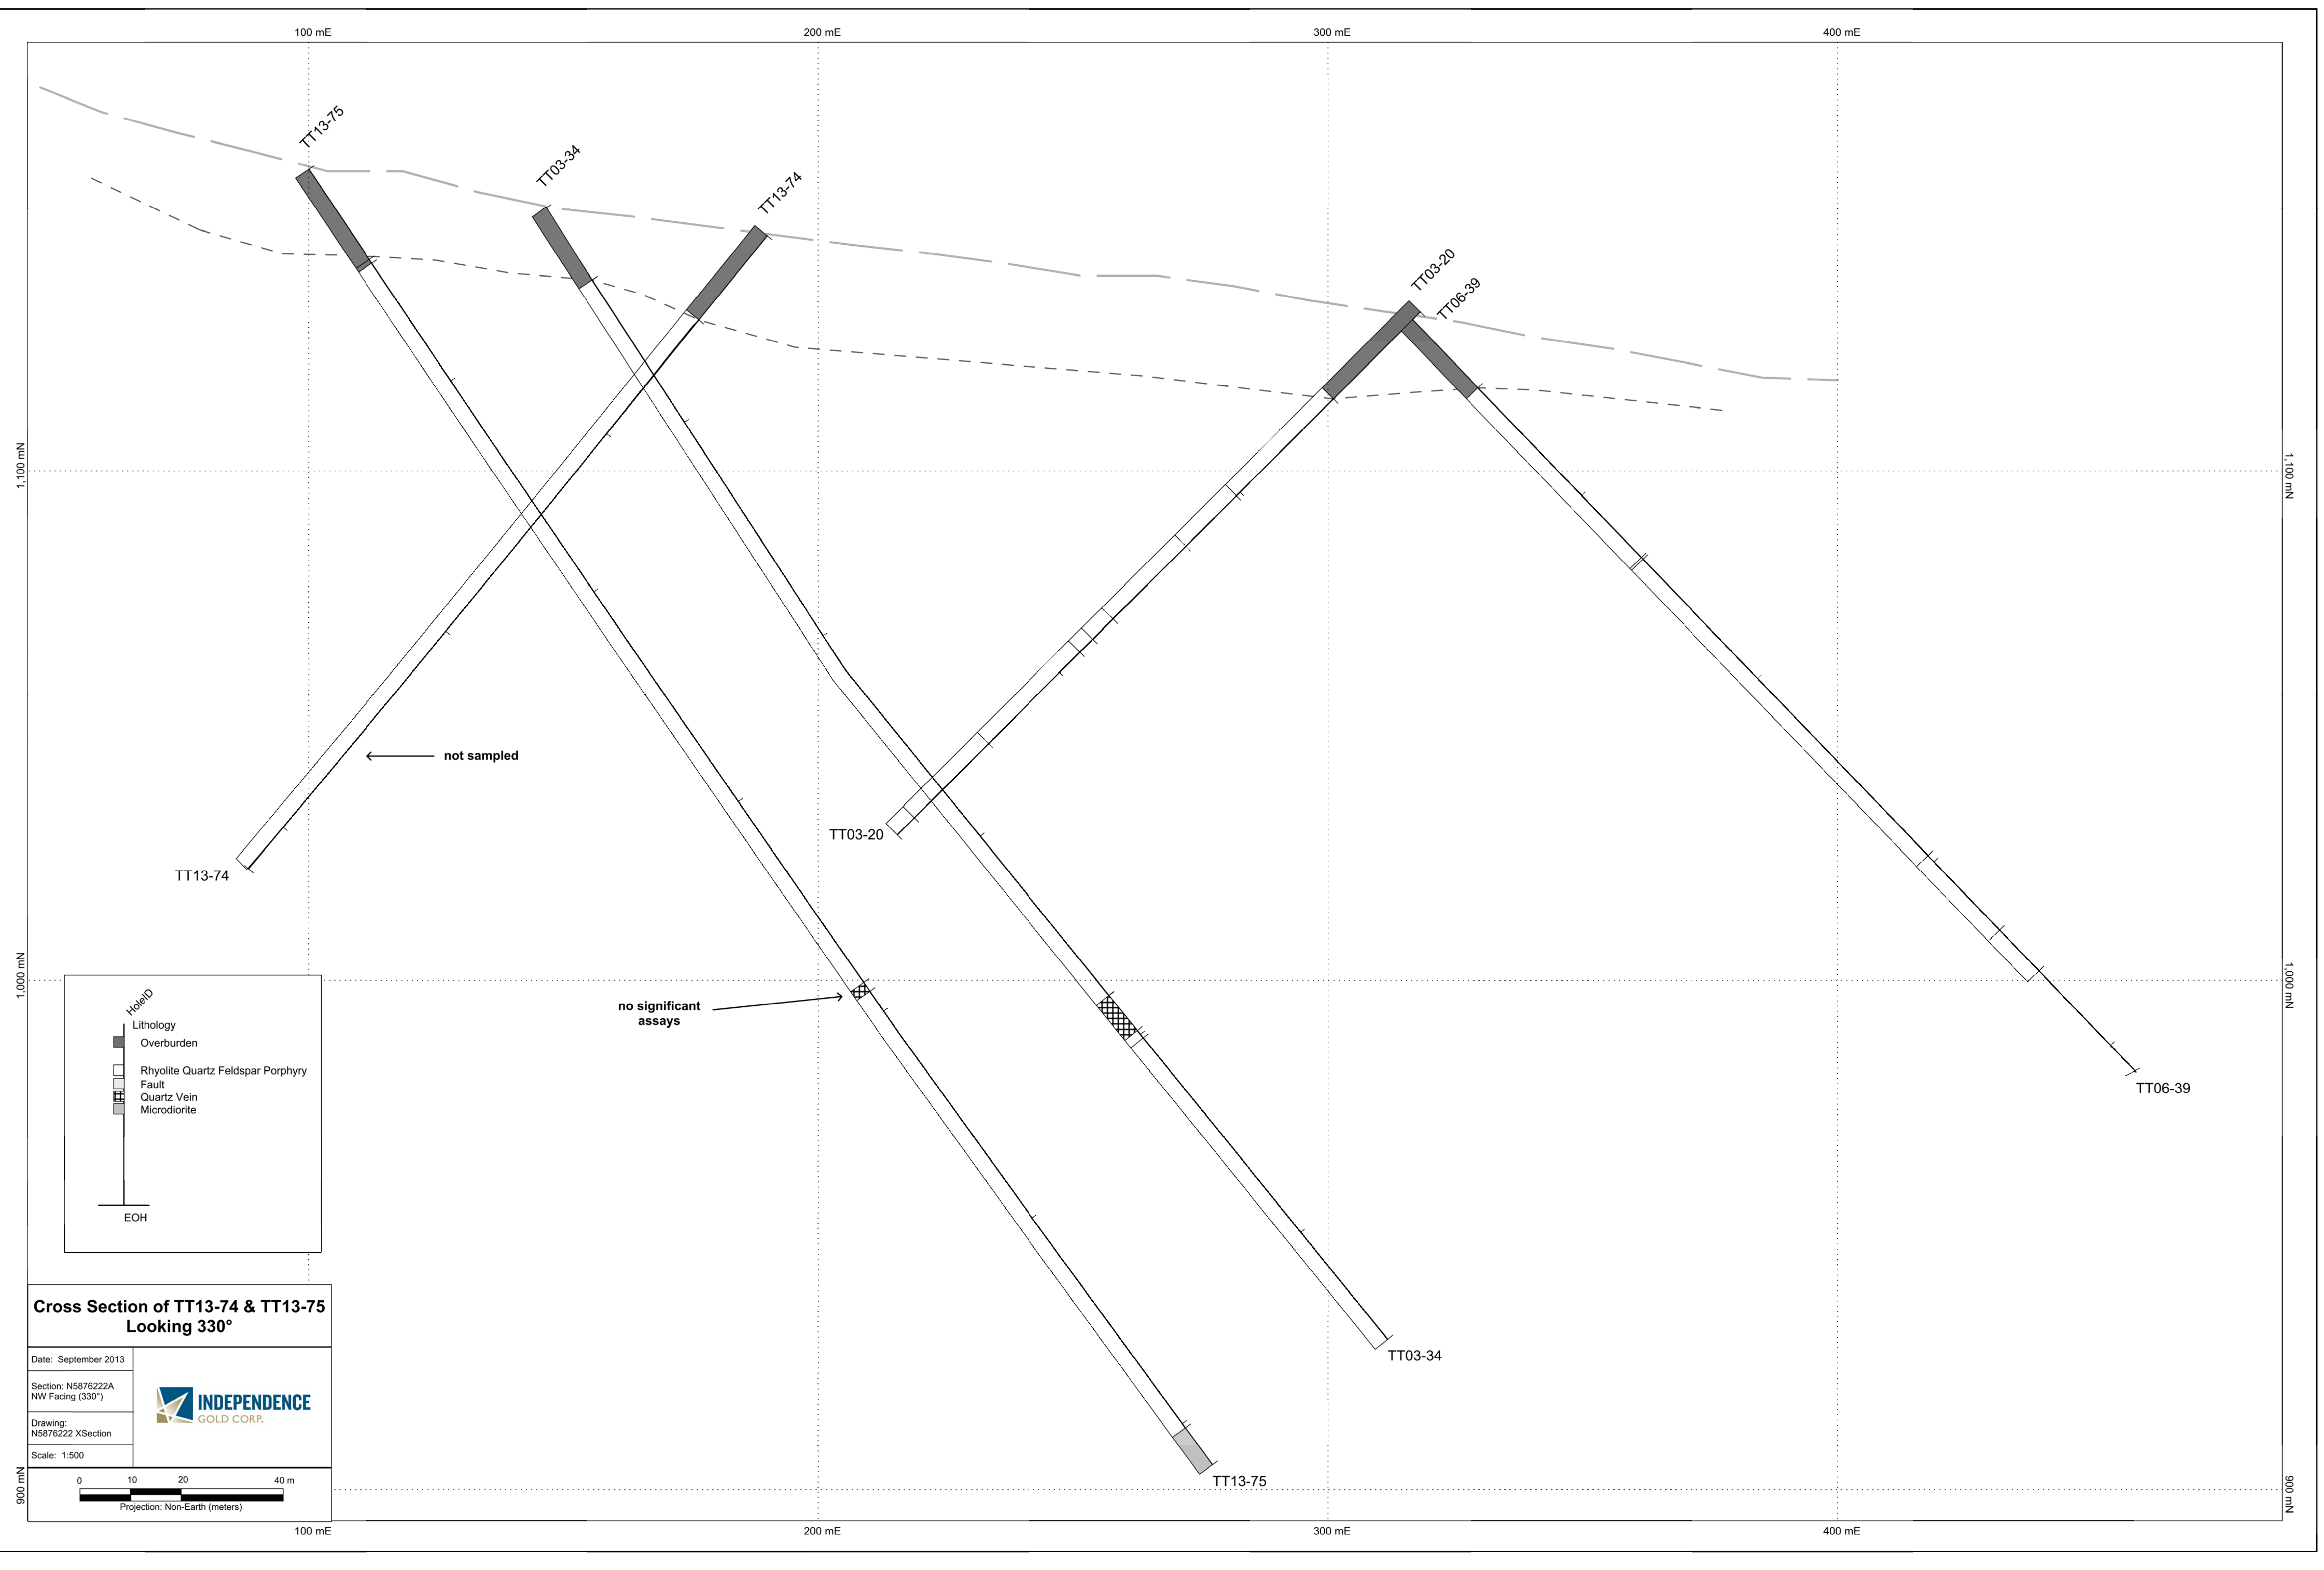 100 mE
200 mE
300 mE
400 mE
TT13-75
TT03-34
TT13-74
TT03-20
TT06-39
1,100 mN
1,100 mN
not sampled
TT03-20
TT13-74
1,000 mN
1,000 mN
no significant
assays
HoleID
Lithology
Overburden
Rhyolite Quartz Feldspar Porphyry
Fault
Quartz Vein
Microdiorite
EOH
TT06-39
TT03-34
TT13-75
Cross Section of TT13-74 & TT13-75
Looking 330°
Date: September 2013
Section: N5876222A
NW Facing (330°)
Drawing:
N5876222 XSection
Scale: 1:500
INDEPENDENCE
GOLD CORP.
0 10 20 40 m
Projection: Non-Earth (meters)
900 mN
900 mN
100 mE
200 mE
300 mE
400 mE